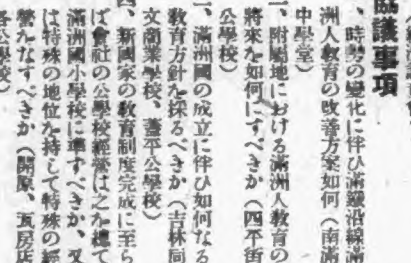 協議事項
一、時勢の變化に伴ひ滿鐵沿線滿
洲人教育の改善方案如何（南滿
中學堂）
一、附屬地における滿洲人教育の
將來を如何にすべきか（四平街
公學校）
一、滿洲國の成立に伴ひ如何なる
教育方針を採るべきか（吉林同
文商業學校、蓋平公學校）
四、新國家の教育制度完成に至ら
ば會社の公學校經營は之を總て
滿洲國小學校に準すべきか、又
は特殊の地位を持して特殊の經
營をなすべきか（開原、瓦房店
各公學校）